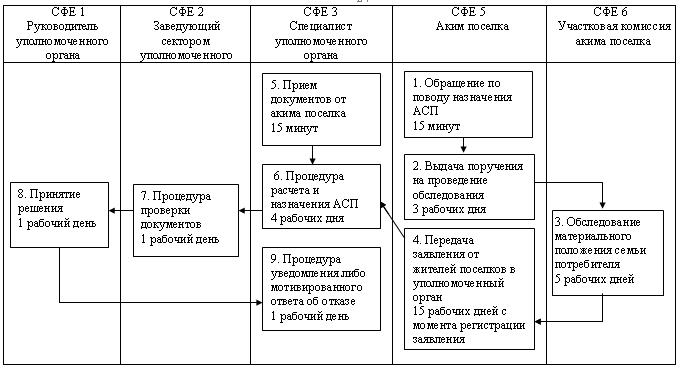 СФЕ 1
Руководитель
уполномоченного
органа
СФЕ 2
Заведующий
сектором
уполномоченного
СФЕ 3
Специалист
уполномоченного
органа
СФЕ 5
Аким поселка
СФЕ 6
Участковая комиссия
акима поселка
1. Обращение по
поводу назначения
АСП
15 минут
2. Выдача поручения
на проведение
обследования
3 рабочих дня
3. Обследование
материального
положения семьи
потребителя
5 рабочих дней
4. Передача
заявления от
жителей поселков в
уполномоченный
орган
15 рабочих дней с
момента регистрации
заявления
5. Прием
документов от
акима поселка
15 минут
6. Процедура
расчета и
назначения АСП
4 рабочих дня
7. Процедура
проверки
документов
1 рабочий день
8. Принятие
решения
1 рабочий день
9. Процедура
уведомления либо
мотивированного
ответа об отказе
1 рабочий день